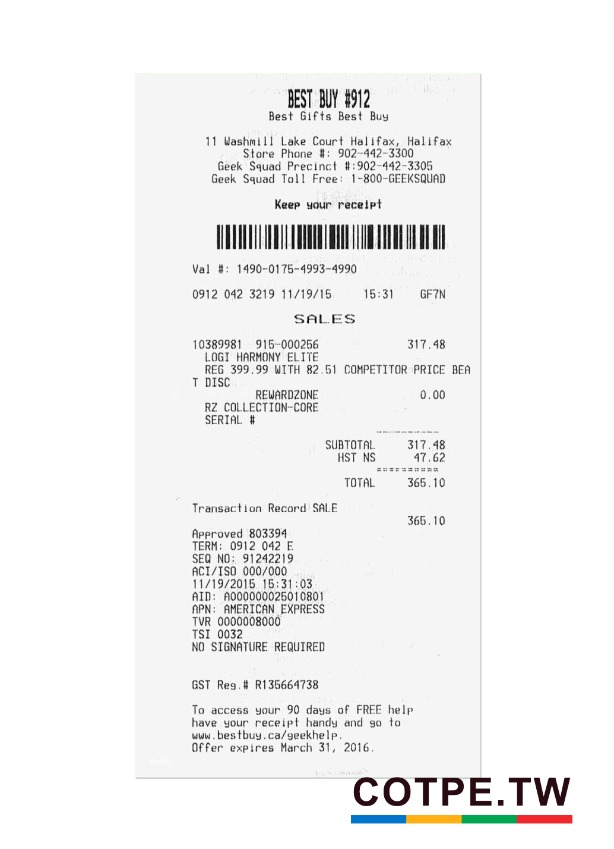 BEST BUY #912
Best Gifts Best Buy
11 Washmill Lake Court Halifax, Halifax
Store Phone #: 902-442-3300
Geek Squad Precinct #:902-442-3305
Geek Squad Toll Free: 1-800-GEEKSQUAD
Keep your receipt
Val #: 1490-0175-4993-4990
0912 042 3219 11/19/15 15:31 GF7N
SALES
10389981 915-000256 317.48
LOGI HARMONY ELITE
REG 399.99 WITH 82.51 COMPETITOR PRICE BEA
T DISC
REWARDZONE 0.00
RZ COLLECTION-CORE
SERIAL #
SUBTOTAL 317.48
HST NS 47.62
TOTAL 365.10
Transaction Record SALE
365.10
Approved 803394
TERM: 0912 042 E
SEQ NO: 91242219
ACI/ISO 000/000
11/19/2015 15:31:03
AID: A000000025010801
APN: AMERICAN EXPRESS
TVR 0000008000
TSI 0032
NO SIGNATURE REQUIRED
GST Reg.# R135664738
To access your 90 days of FREE help
have your receipt handy and go to
www.bestbuy.ca/geekhelp.
Offer expires March 31, 2016.
COTPE.TW